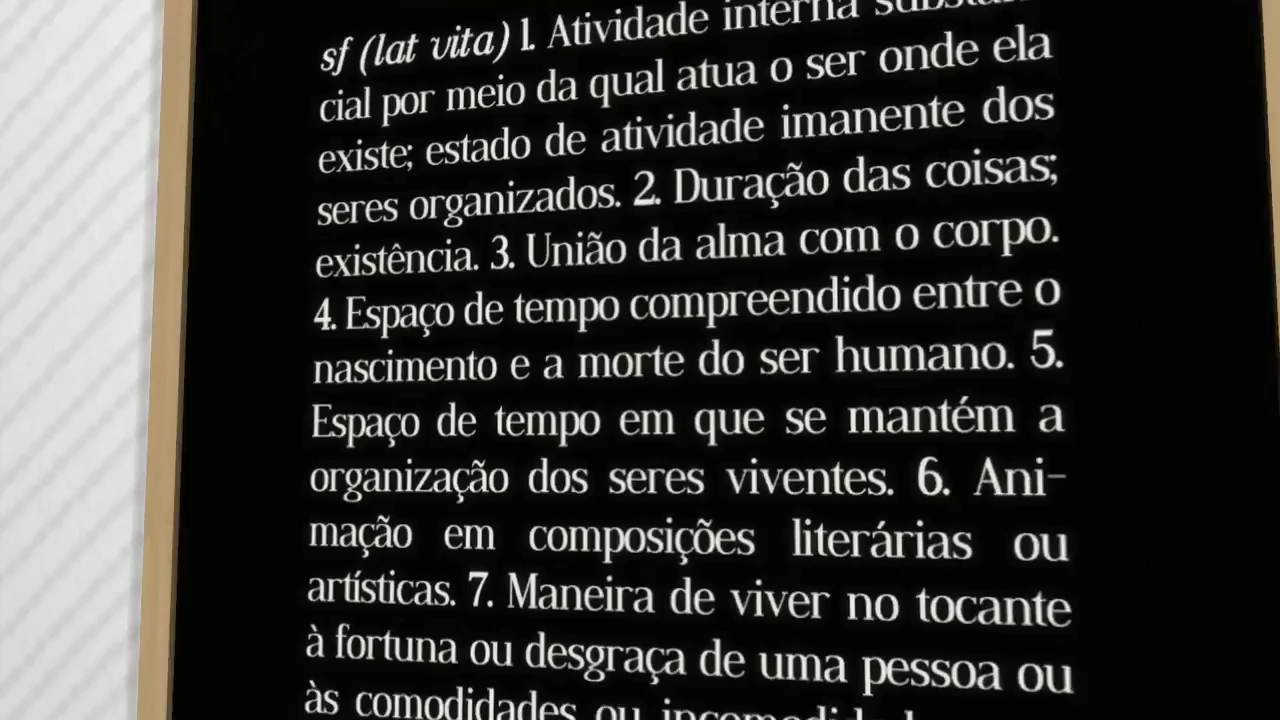 sf (lat vita) 1. Atividade interna substan-
cial por meio da qual atua o ser onde ela
existe; estado de atividade imanente dos
seres organizados. 2. Duração das coisas;
existência. 3. União da alma com o corpo.
4. Espaço de tempo compreendido entre o
nascimento e a morte do ser humano. 5.
Espaço de tempo em que se mantém a
organização dos seres viventes. 6. Ani-
mação em composições literárias ou
artísticas. 7. Maneira de viver no tocante
à fortuna ou desgraça de uma pessoa ou
às comodidades ou